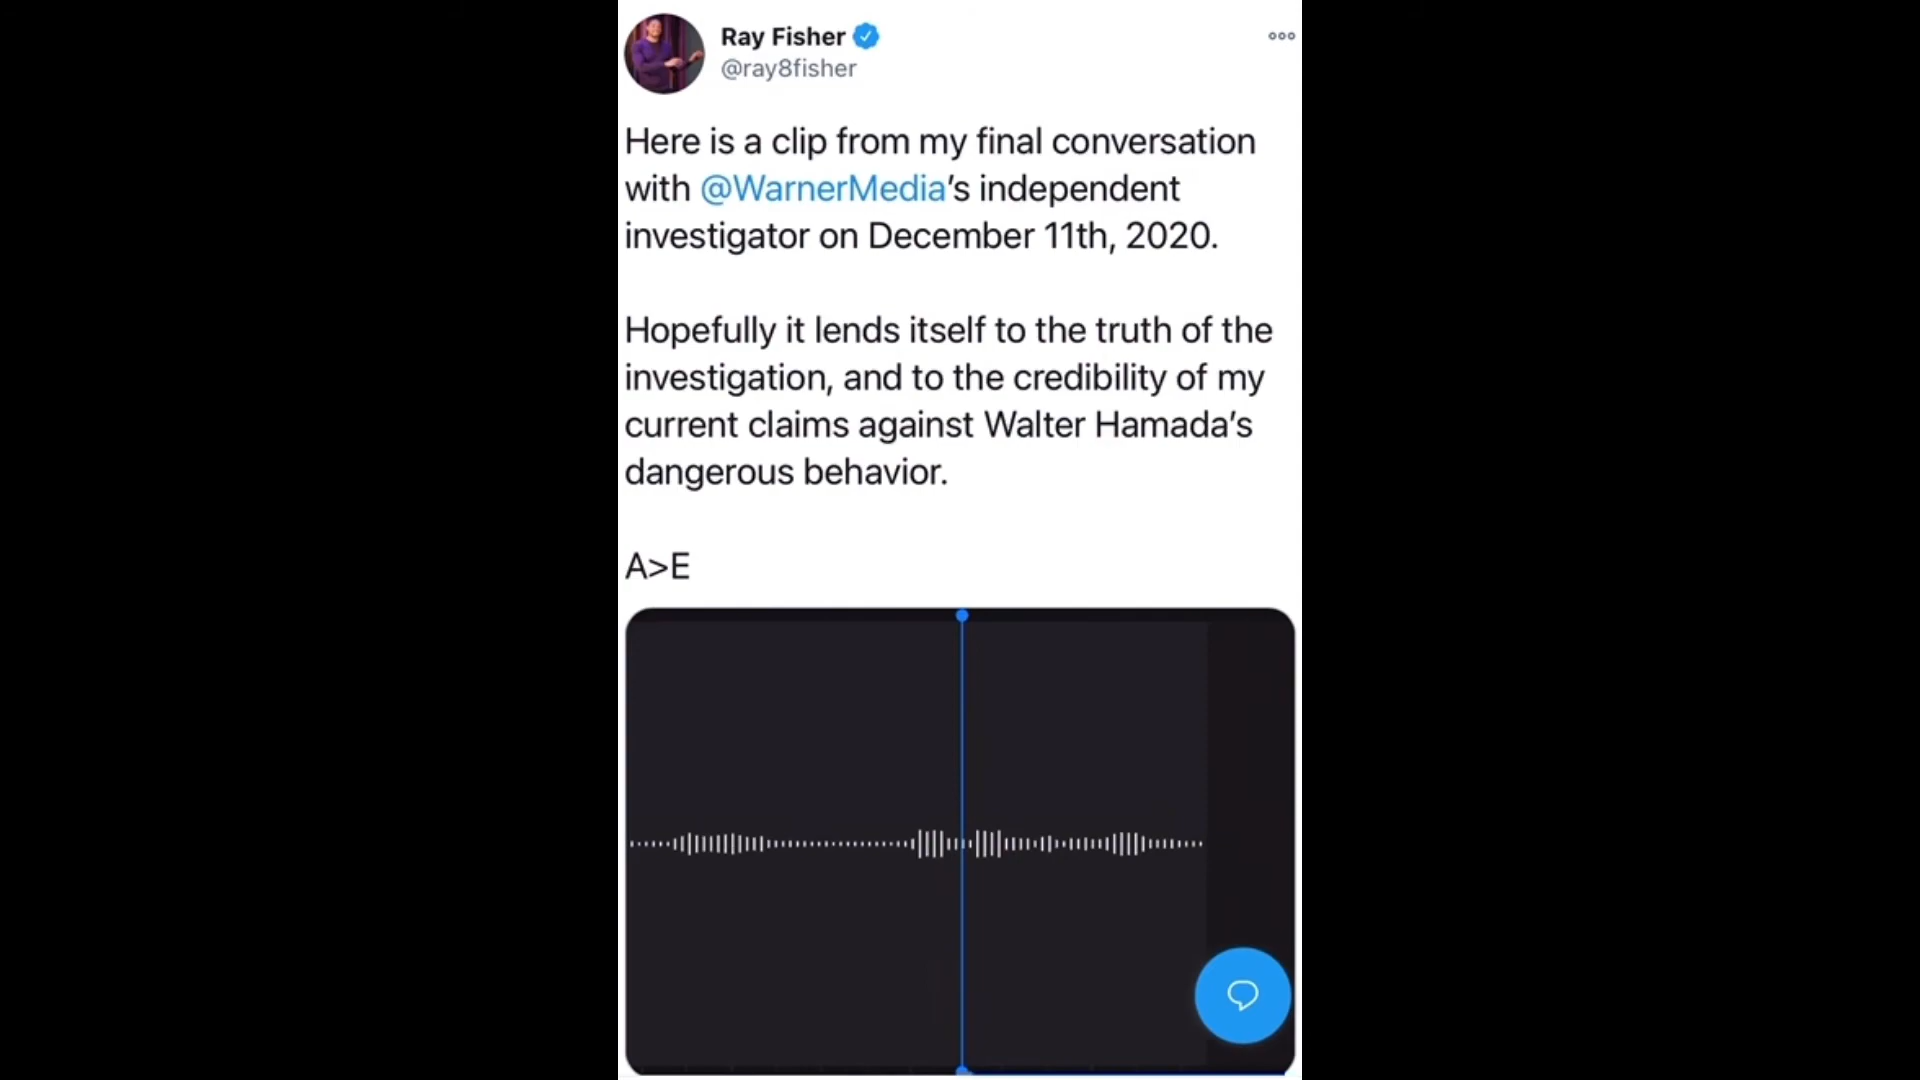 Ray Fisher
@ray8fisher
Here is a clip from my final conversation
with @WarnerMedia’s independent
investigator on December 11th, 2020.
Hopefully it lends itself to the truth of the
investigation, and to the credibility of my
current claims against Walter Hamada’s
dangerous behavior.
A>E